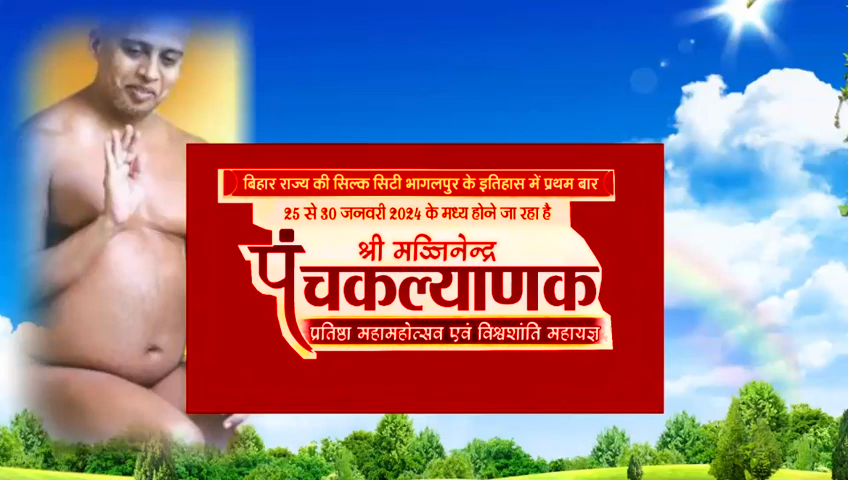 बिहार राज्य की सिल्क सिटी भागलपुर के इतिहास में प्रथम बार
25 से 30 जनवरी 2024 के मध्य होने जा रहा है
श्री मज्जिनेन्द्र
पंचकल्याणक
प्रतिष्ठा महामहोत्सव एवं विश्वशांति महायज्ञ